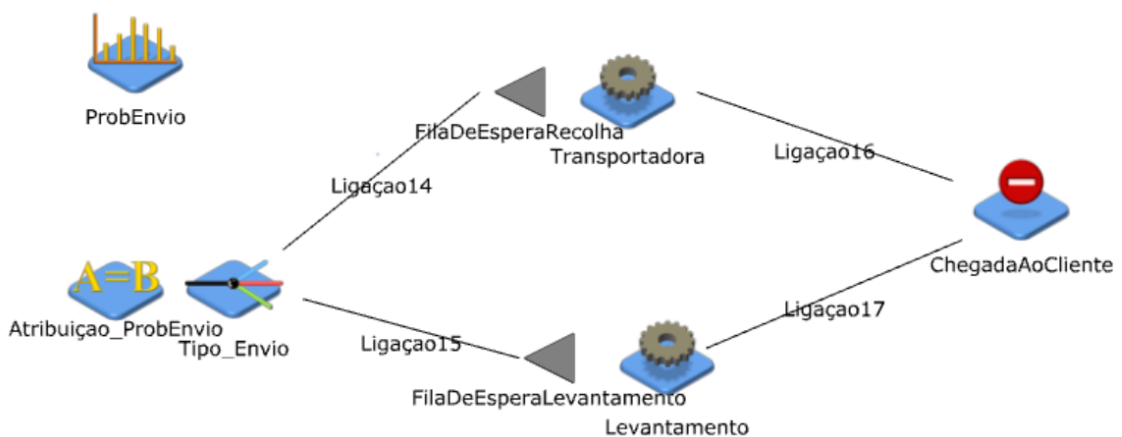 ProbEnvio
FilaDeEsperaRecolha
Transportadora
Ligaçao16
Ligaçao14
A=B
ChegadaAoCliente
Ligaçao17
Atribuiçao_ProbEnvio
Tipo_Envio
Ligaçao15
FilaDeEsperaLevantamento
Levantamento